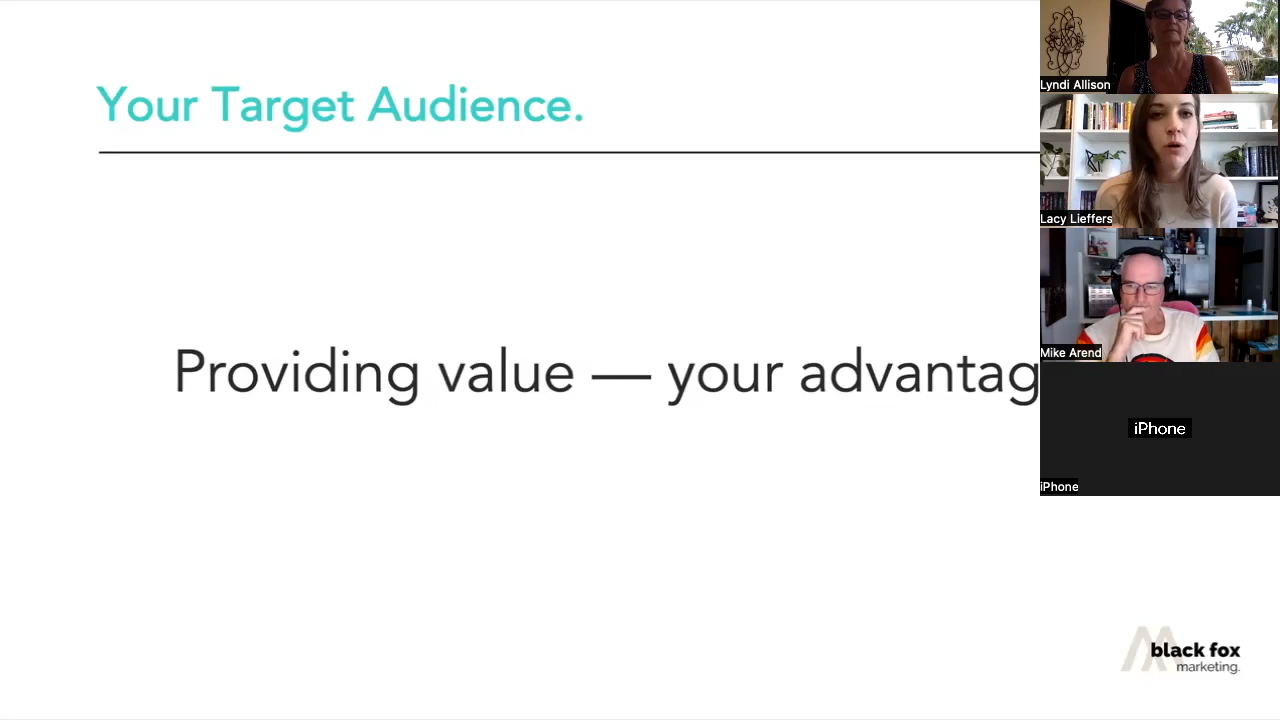 Your Target Audience.
Providing value — your advantag
Lyndi Allison
Lacy Lieffers
Mike Arend
iPhone
iPhone
black fox
marketing.